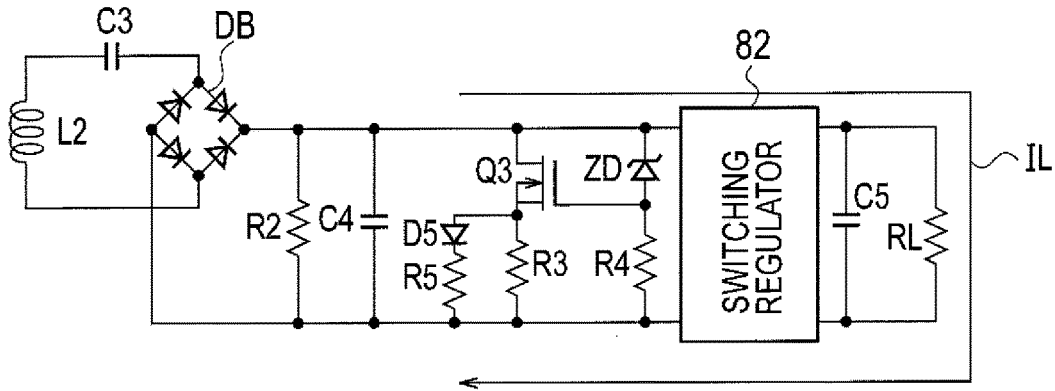 C3
DB
82
L2
Q3
ZD
IL
R2
C4
D5
R5
R3
R4
SWITCHING
REGULATOR
C5
RL